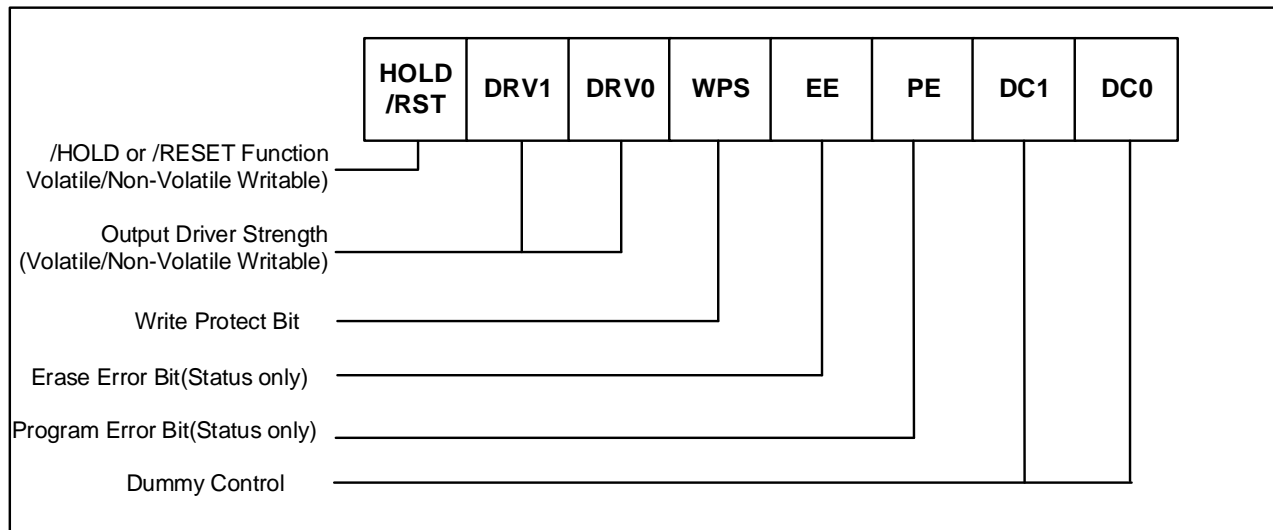 HOLD
/RST
DRV1
DRV0
WPS
EE
PE
DC1
DC0
/HOLD or /RESET Function
Volatile/Non-Volatile Writable)
Output Driver Strength
(Volatile/Non-Volatile Writable)
Write Protect Bit
Erase Error Bit(Status only)
Program Error Bit(Status only)
Dummy Control